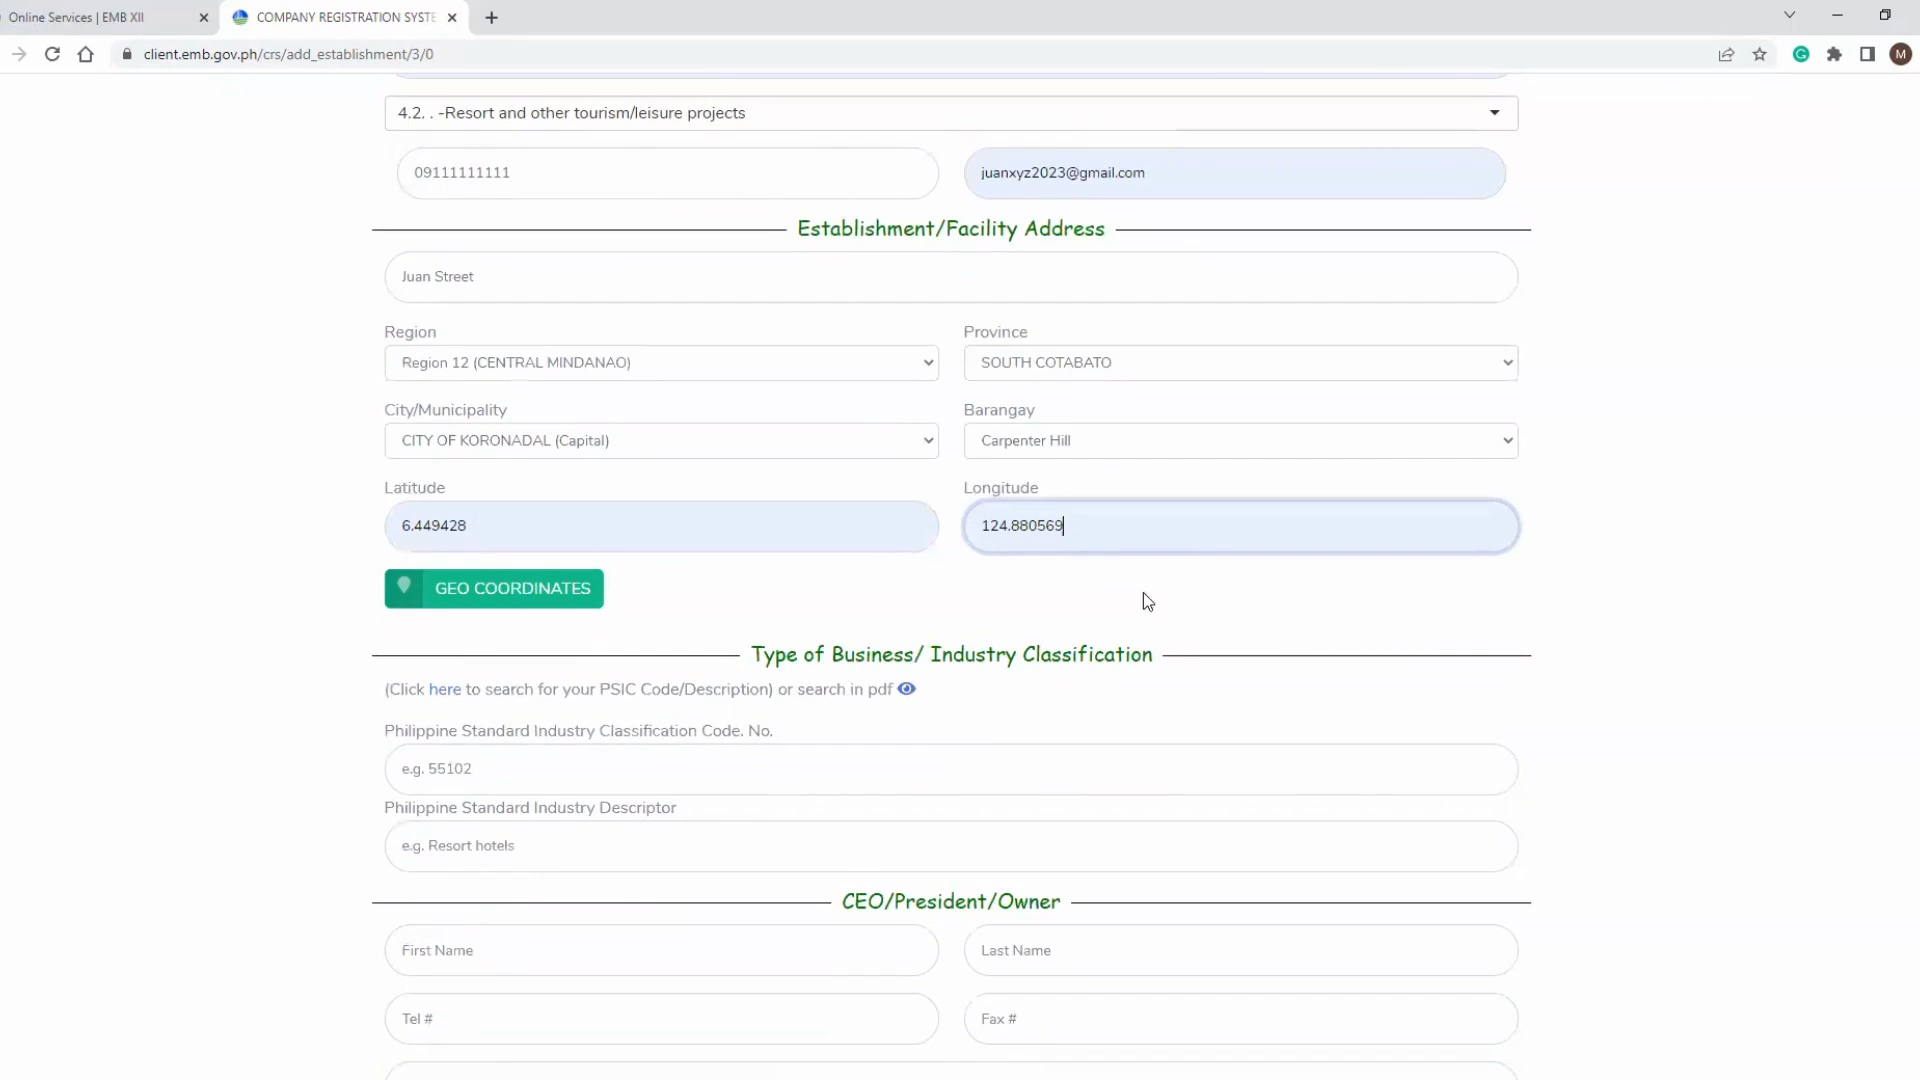 Online Services | EMB XII
COMPANY REGISTRATION SYSTE
client.emb.gov.ph/crs/add_establishment/3/0
M
4.2. . -Resort and other tourism/leisure projects
09111111111
juanxyz2023@gmail.com
Establishment/Facility Address
Juan Street
Region
Province
Region 12 (CENTRAL MINDANAO)
SOUTH COTABATO
City/Municipality
Barangay
CITY OF KORONADAL (Capital)
Carpenter Hill
Latitude
Longitude
6.449428
124.880569
GEO COORDINATES
Type of Business/ Industry Classification
(Click here to search for your PSIC Code/Description) or search in pdf
Philippine Standard Industry Classification Code. No.
e.g. 55102
Philippine Standard Industry Descriptor
e.g. Resort hotels
CEO/President/Owner
First Name
Last Name
Tel #
Fax #